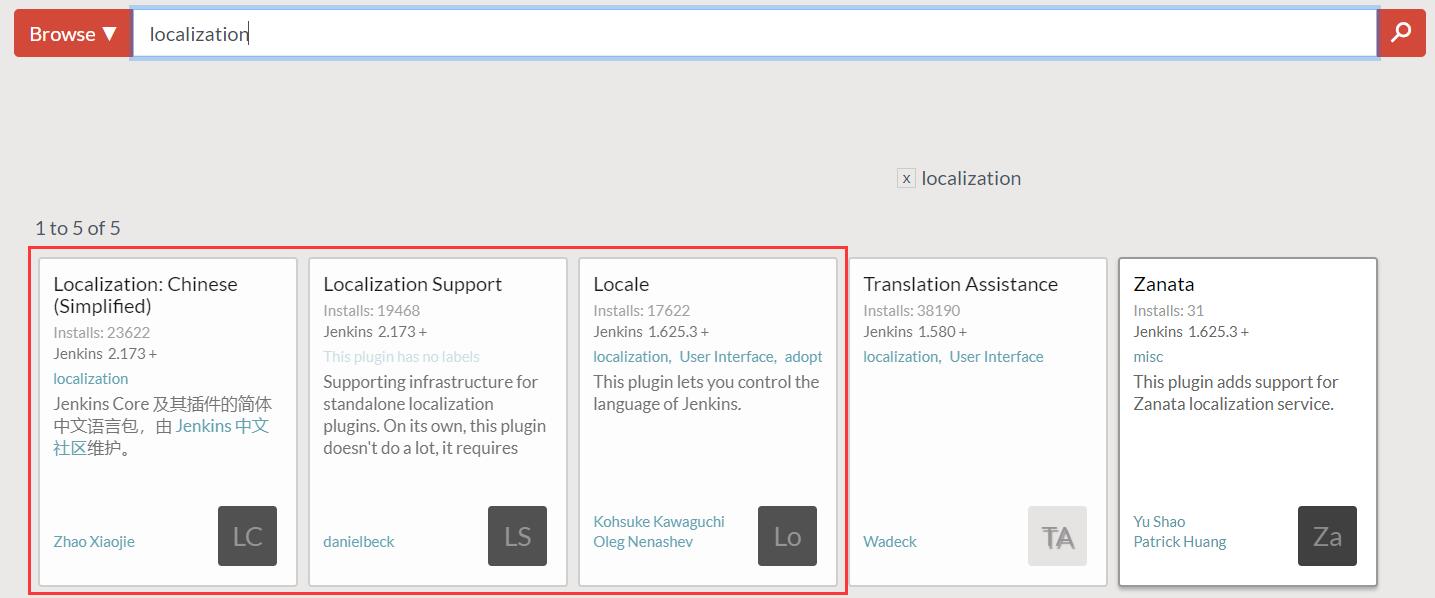 Browse ▼
localization
x localization
1 to 5 of 5
Localization: Chinese
(Simplified)
Installs: 23622
Jenkins 2.173 +
localization
Jenkins Core 及其插件的简体
中文语言包，由 Jenkins 中文
社区维护。
Zhao Xiaojie
LC
Localization Support
Installs: 19468
Jenkins 2.173 +
This plugin has no labels
Supporting infrastructure for
standalone localization
plugins. On its own, this plugin
doesn't do a lot, it requires
danielbeck
LS
Locale
Installs: 17622
Jenkins 1.625.3 +
localization, User Interface, adopt
This plugin lets you control the
language of Jenkins.
Kohsuke Kawaguchi
Oleg Nenashev
Lo
Translation Assistance
Installs: 38190
Jenkins 1.580 +
localization, User Interface
Wadeck
TA
Zanata
Installs: 31
Jenkins 1.625.3 +
misc
This plugin adds support for
Zanata localization service.
Yu Shao
Patrick Huang
Za